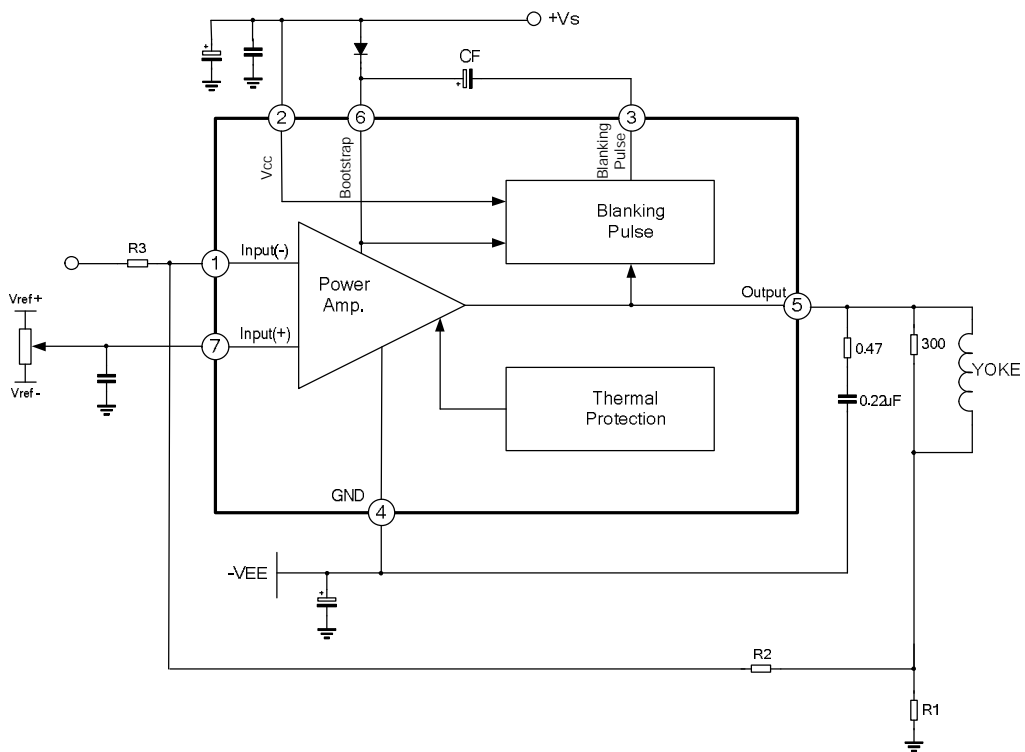 +Vs
CF
+
+
2
6
3
Vcc
Bootstrap
Blanking
Pulse
Blanking
Pulse
R3
1
Input(-)
Power
Amp.
Output
5
Vref+
7
Input(+)
Vref-
0.47
300
YOKE
0.22uF
Thermal
Protection
GND
4
-VEE
+
R2
R1